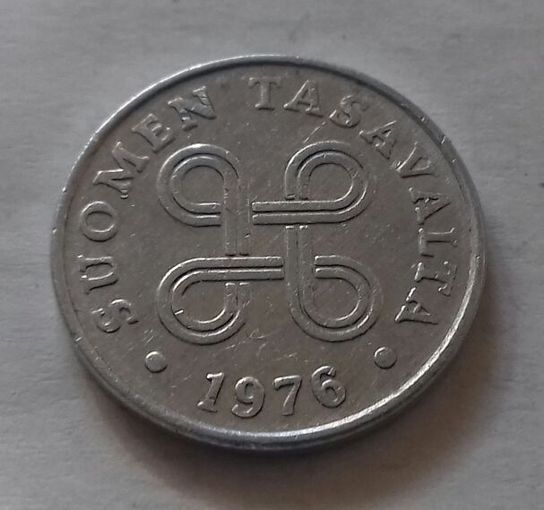 SUOMEN TASAVALTA
• 1976 •